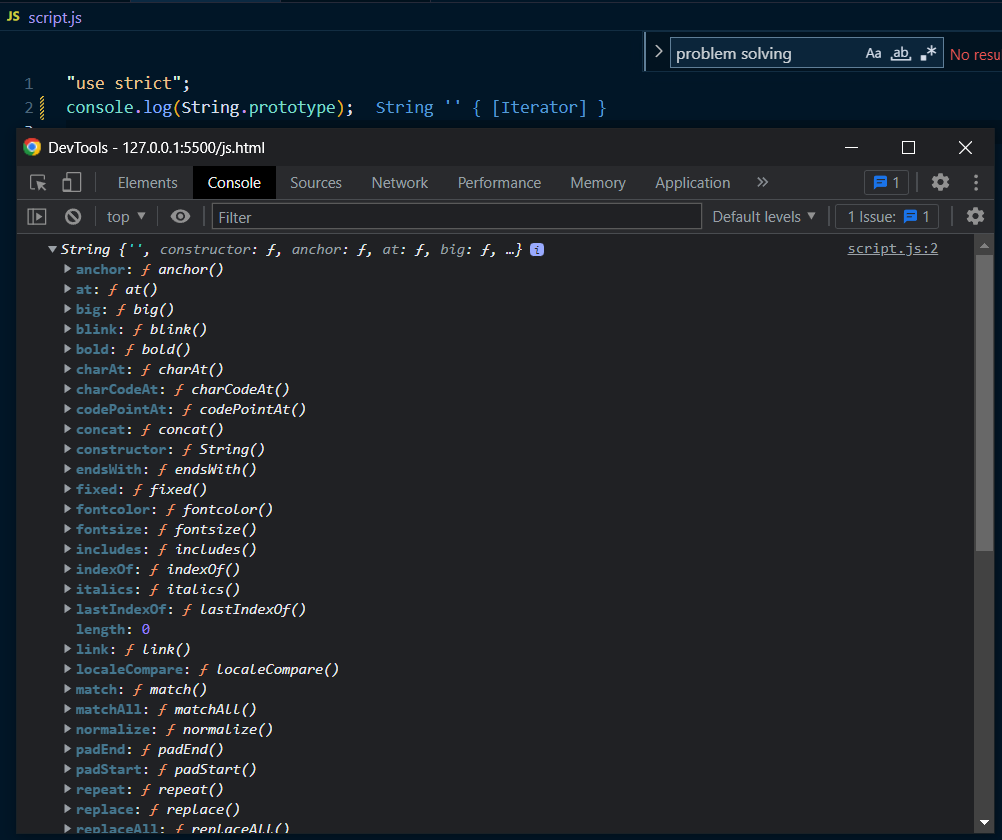 JS script.js
problem solving Aa ab .* No resu
1 "use strict";
2 console.log(String.prototype); String '' { [Iterator] }
DevTools - 127.0.0.1:5500/js.html
Elements Console Sources Network Performance Memory Application » 1
top ▼ Filter Default levels ▼ 1 Issue: 1
▼String {'', constructor: ƒ, anchor: ƒ, at: ƒ, big: ƒ, …} i script.js:2
▶anchor: ƒ anchor()
▶at: ƒ at()
▶big: ƒ big()
▶blink: ƒ blink()
▶bold: ƒ bold()
▶charAt: ƒ charAt()
▶charCodeAt: ƒ charCodeAt()
▶codePointAt: ƒ codePointAt()
▶concat: ƒ concat()
▶constructor: ƒ String()
▶endsWith: ƒ endsWith()
▶fixed: ƒ fixed()
▶fontcolor: ƒ fontcolor()
▶fontsize: ƒ fontsize()
▶includes: ƒ includes()
▶indexOf: ƒ indexOf()
▶italics: ƒ italics()
▶lastIndexOf: ƒ lastIndexOf()
length: 0
▶link: ƒ link()
▶localeCompare: ƒ localeCompare()
▶match: ƒ match()
▶matchAll: ƒ matchAll()
▶normalize: ƒ normalize()
▶padEnd: ƒ padEnd()
▶padStart: ƒ padStart()
▶repeat: ƒ repeat()
▶replace: ƒ replace()
▶replaceAll: ƒ replaceAll()